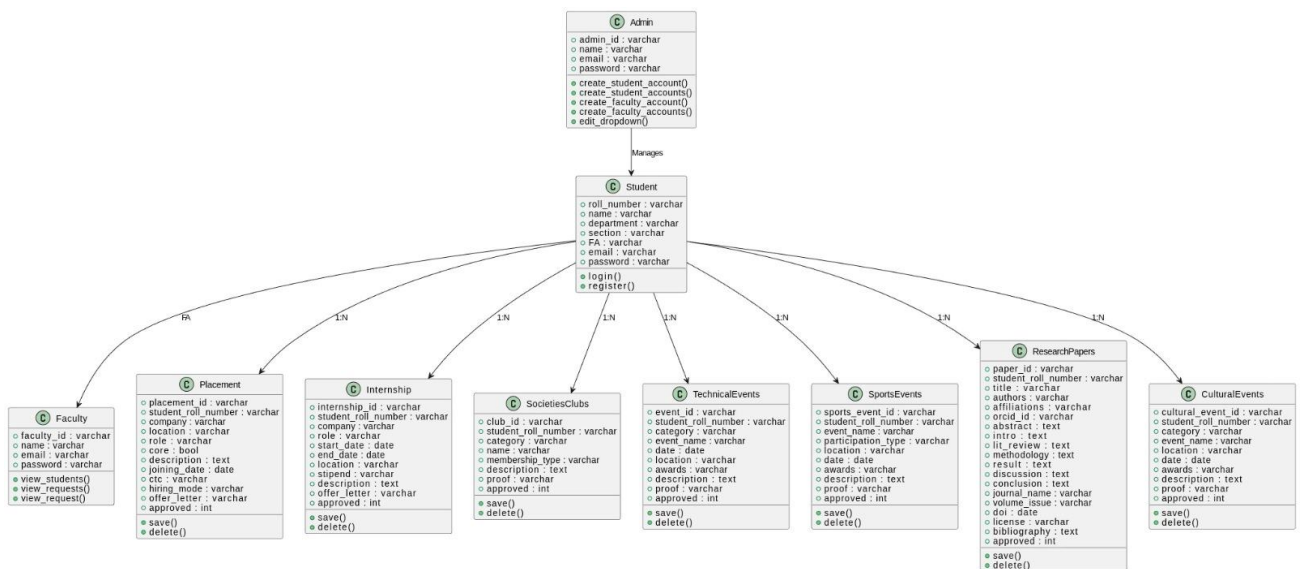 C Admin
admin_id : varchar
name : varchar
email : varchar
password : varchar
create_student_account()
create_student_accounts()
create_faculty_account()
create_faculty_accounts()
edit_dropdown()
Manages
C Student
roll_number : varchar
name : varchar
department : varchar
section : varchar
FA : varchar
email : varchar
password : varchar
login()
register()
FA
1:N
1:N
1:N
1:N
1:N
1:N
1:N
C Faculty
faculty_id : varchar
name : varchar
email : varchar
password : varchar
view_students()
view_requests()
view_request()
C Placement
placement_id : varchar
student_roll_number : varchar
company : varchar
location : varchar
role : varchar
core : bool
description : text
joining_date : date
ctc : varchar
hiring_mode : varchar
offer_letter : varchar
approved : int
save()
delete()
C Internship
internship_id : varchar
student_roll_number : varchar
company : varchar
role : varchar
start_date : date
end_date : date
location : varchar
stipend : varchar
description : text
offer_letter : varchar
approved : int
save()
delete()
C SocietiesClubs
club_id : varchar
student_roll_number : varchar
category : varchar
name : varchar
membership_type : varchar
description : text
proof : varchar
approved : int
save()
delete()
C TechnicalEvents
event_id : varchar
student_roll_number : varchar
category : varchar
event_name : varchar
date : date
location : varchar
awards : varchar
description : text
proof : varchar
approved : int
save()
delete()
C SportsEvents
sports_event_id : varchar
student_roll_number : varchar
event_name : varchar
participation_type : varchar
location : varchar
date : date
awards : varchar
description : text
proof : varchar
approved : int
save()
delete()
C ResearchPapers
paper_id : varchar
student_roll_number : varchar
title : varchar
authors : varchar
affiliations : varchar
orcid_id : varchar
abstract : text
intro : text
lit_review : text
methodology : text
result : text
discussion : text
conclusion : text
journal_name : varchar
volume_issue : varchar
doi : date
license : varchar
bibliography : text
approved : int
save()
delete()
C CulturalEvents
cultural_event_id : varchar
student_roll_number : varchar
category : varchar
event_name : varchar
location : varchar
date : date
awards : varchar
description : text
proof : varchar
approved : int
save()
delete()